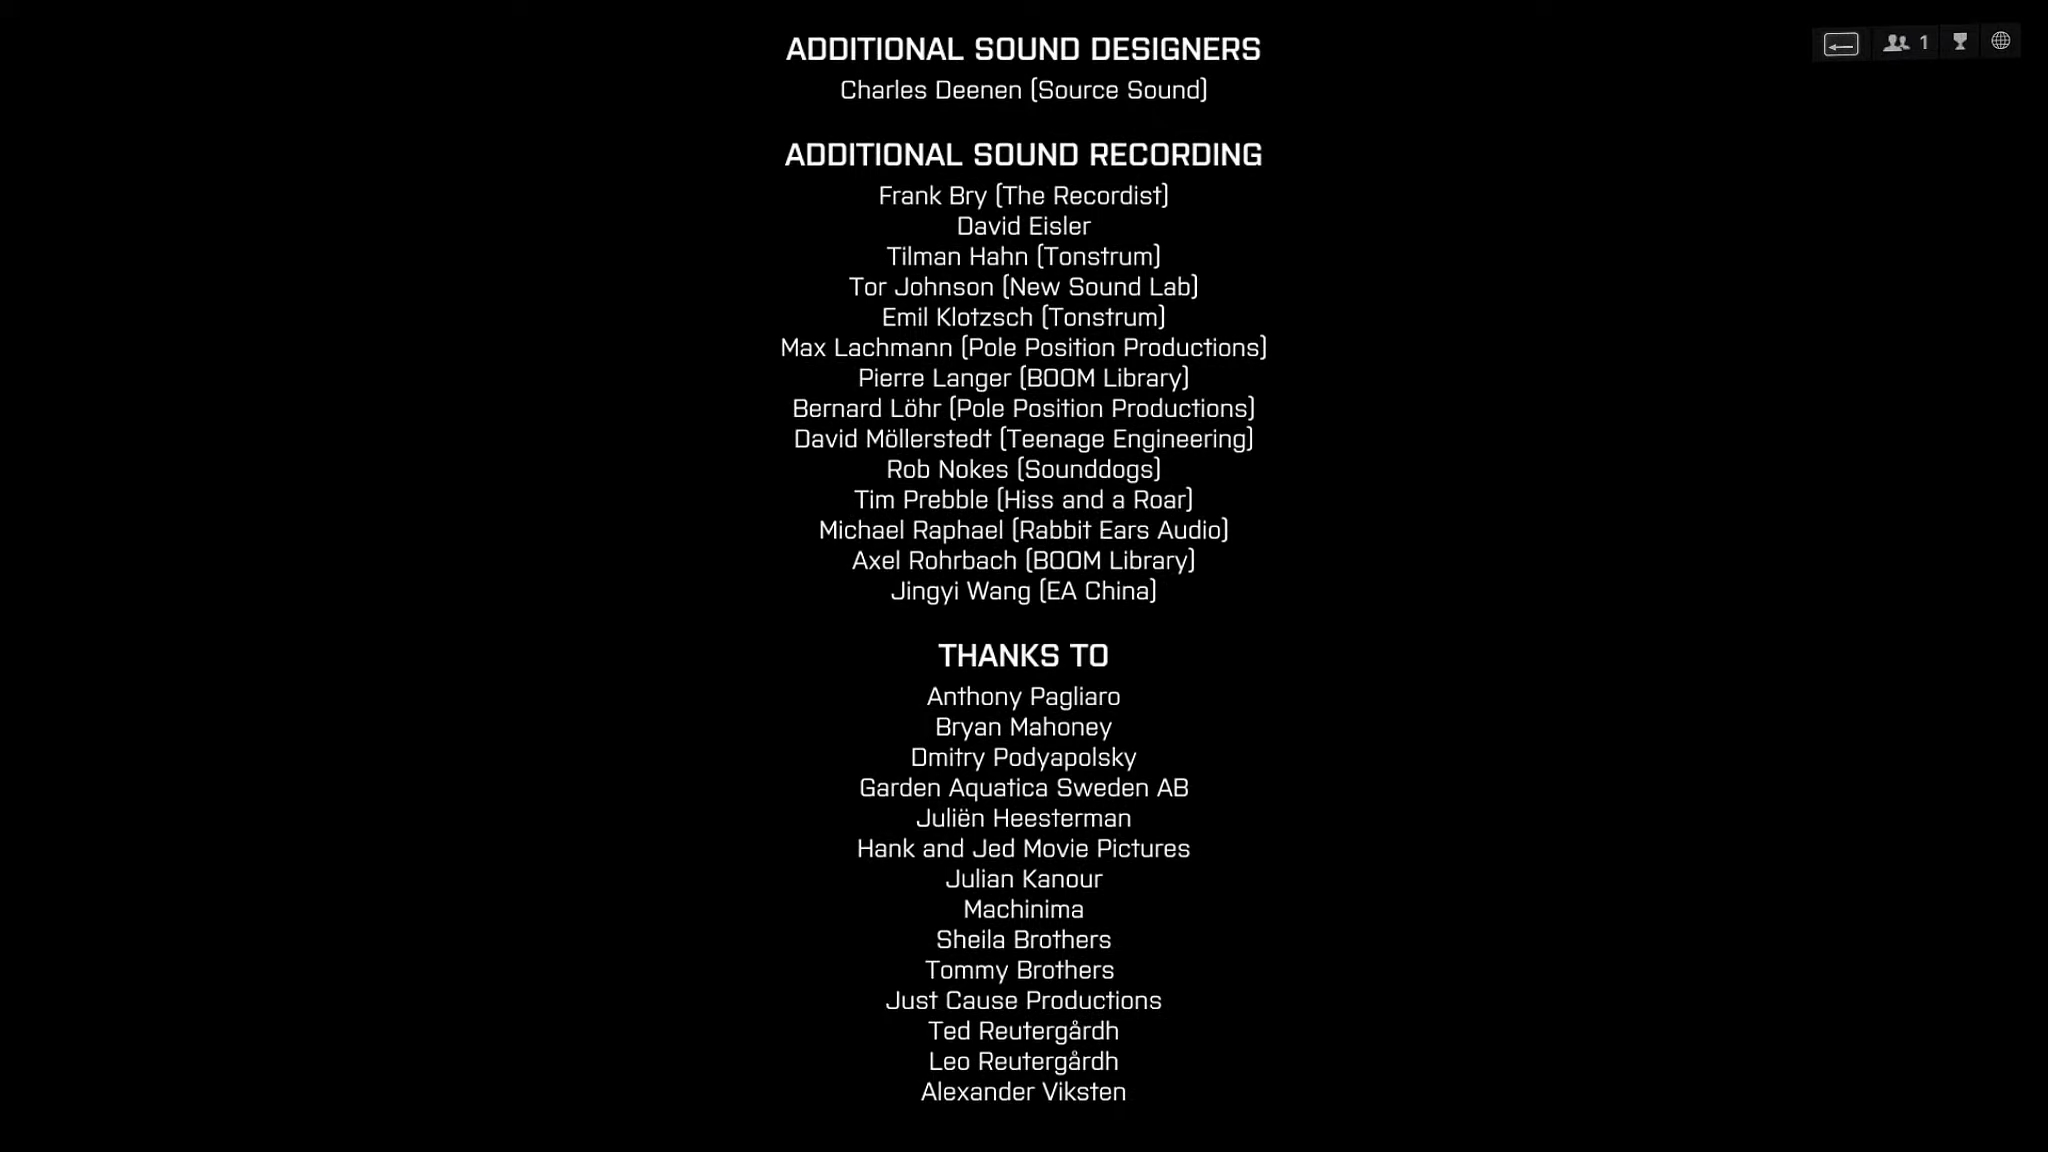 ADDITIONAL SOUND DESIGNERS
Charles Deenen (Source Sound)
1
ADDITIONAL SOUND RECORDING
Frank Bry (The Recordist)
David Eisler
Tilman Hahn (Tonstrum)
Tor Johnson (New Sound Lab)
Emil Klotzsch (Tonstrum)
Max Lachmann (Pole Position Productions)
Pierre Langer (BOOM Library)
Bernard Löhr (Pole Position Productions)
David Möllerstedt (Teenage Engineering)
Rob Nokes (Sounddogs)
Tim Prebble (Hiss and a Roar)
Michael Raphael (Rabbit Ears Audio)
Axel Rohrbach (BOOM Library)
Jingyi Wang (EA China)
THANKS TO
Anthony Pagliaro
Bryan Mahoney
Dmitry Podyapolsky
Garden Aquatica Sweden AB
Juliën Heesterman
Hank and Jed Movie Pictures
Julian Kanour
Machinima
Sheila Brothers
Tommy Brothers
Just Cause Productions
Ted Reutergårdh
Leo Reutergårdh
Alexander Viksten